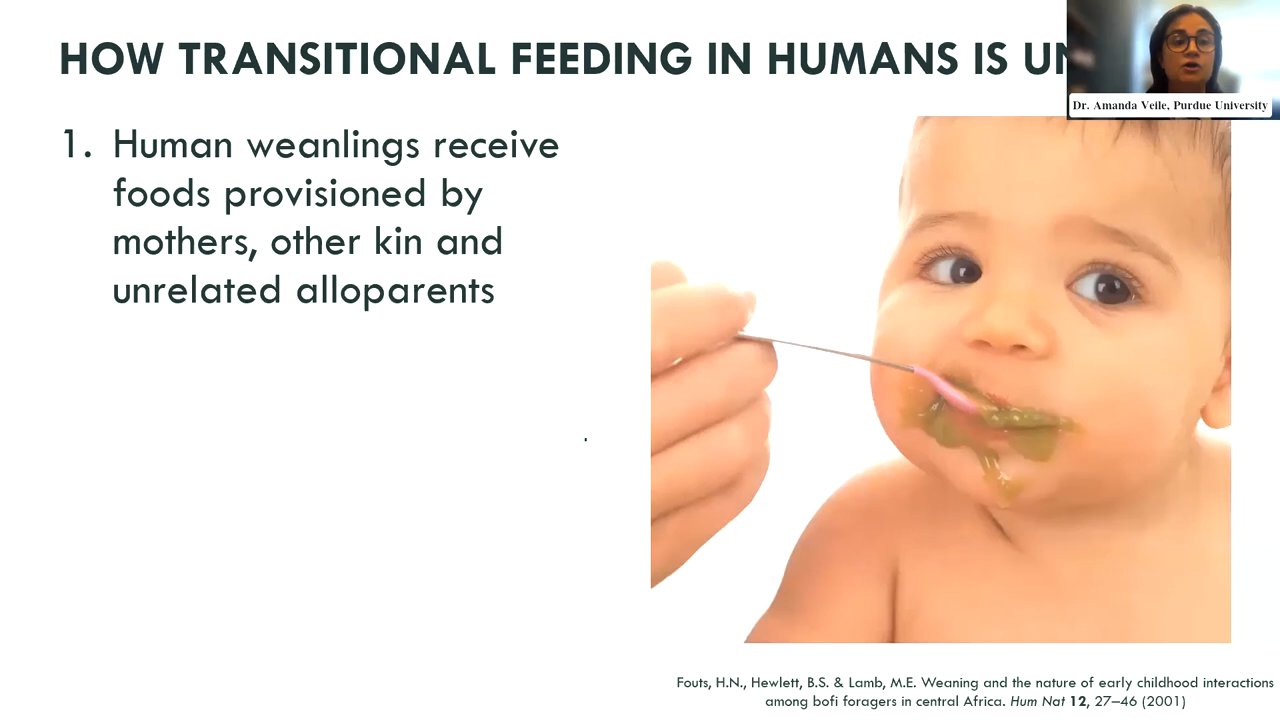 HOW TRANSITIONAL FEEDING IN HUMANS IS
Dr. Amanda Veile, Purdue University
1. Human weanlings receive
foods provisioned by
mothers, other kin and
unrelated alloparents
Fouts, H.N., Hewlett, B.S. & Lamb, M.E. Weaning and the nature of early childhood interactions
among bofi foragers in central Africa. Hum Nat 12, 27–46 (2001)